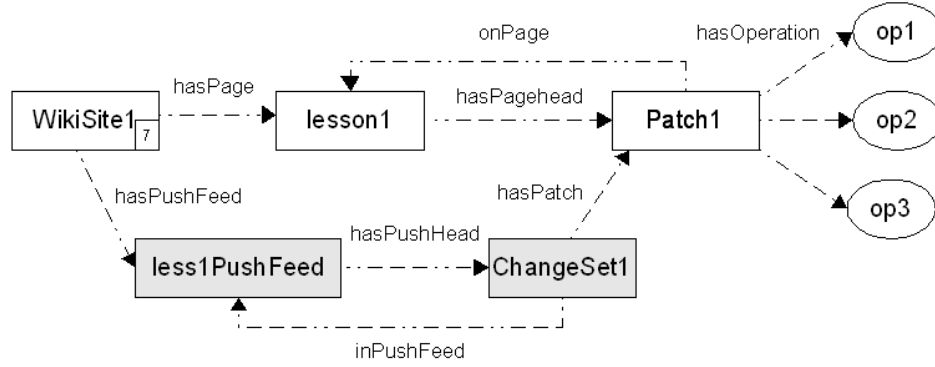 onPage
hasOperation
op1
hasPage
hasPagehead
WikiSite1
7
lesson1
Patch1
op2
hasPushFeed
hasPatch
op3
hasPushHead
less1PushFeed
ChangeSet1
inPushFeed